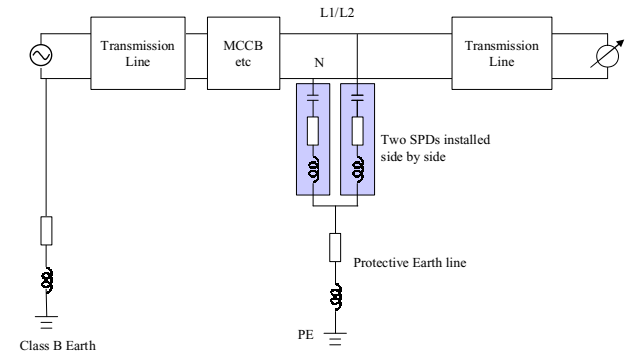 L1/L2
Transmission
Line
MCCB
etc
N
Transmission
Line
Two SPDs installed
side by side
Protective Earth line
PE
Class B Earth